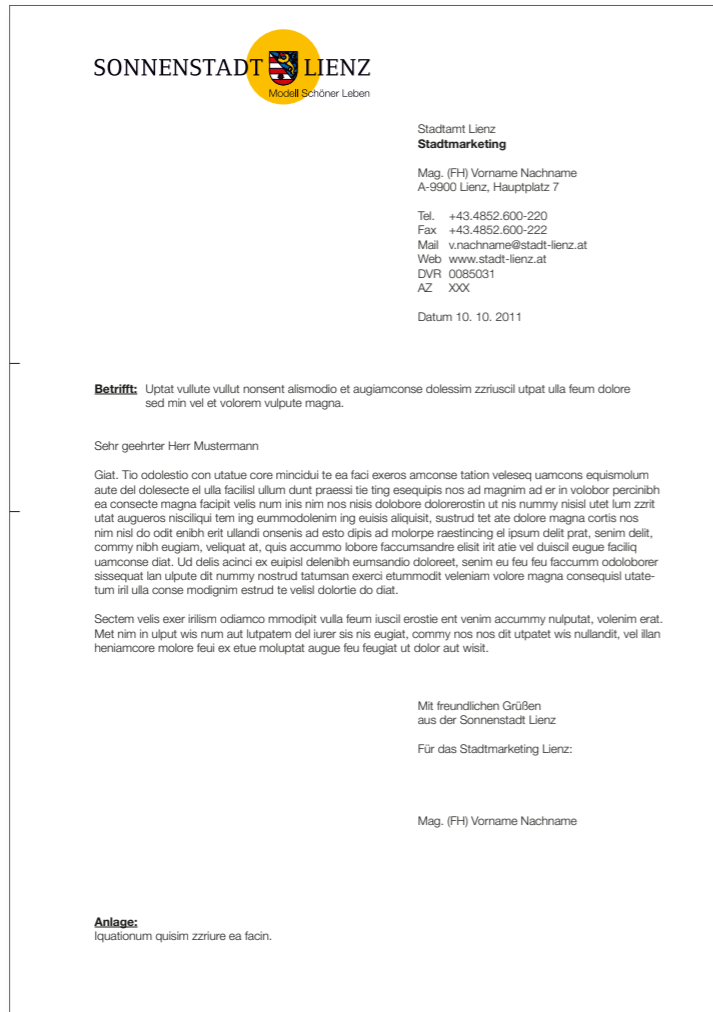 SONNENSTADT LIENZ
Modell Schöner Leben
Stadtamt Lienz
Stadtmarketing
Mag. (FH) Vorname Nachname
A-9900 Lienz, Hauptplatz 7
Tel. +43.4852.600-220
Fax +43.4852.600-222
Mail v.nachname@stadt-lienz.at
Web www.stadt-lienz.at
DVR 0085031
AZ XXX
Datum 10. 10. 2011
Betrifft: Uptat vullute vullut nonsent alismodio et augiamconse dolessim zzriuscil utpat ulla feum dolore
sed min vel et volorem vulpute magna.
Sehr geehrter Herr Mustermann
Giat. Tio odolestio con utatue core mincidui te ea faci exeros amconse tation veleseq uamcons equismolum
aute del dolesecte el ulla facilisl ullum dunt praessi tie ting esequipis nos ad magnim ad er in volobor percinibh
ea consecte magna facipit velis num inis nim nos nisis dolobore dolorerostin ut nis nummy nisisl utet lum zzrit
utat augueros nisciliqui tem ing eummodolenim ing euisis aliquisit, sustrud tet ate dolore magna cortis nos
nim nisl do odit enibh erit ullandi onsenis ad esto dipis ad molorpe raestincing el ipsum delit prat, senim delit,
commy nibh eugiam, veliquat at, quis accummo lobore faccumsandre elisit irit atie vel duiscil eugue faciliq
uamconse diat. Ud delis acinci ex euipisl delenibh eumsandio doloreet, senim eu feu feu faccumm odoloborer
sissequat lan ulpute dit nummy nostrud tatumsan exerci etummodit veleniam volore magna consequisl utate-
tum iril ulla conse modignim estrud te velisl dolortie do diat.
Sectem velis exer irilism odiamco mmodipit vulla feum iuscil erostie ent venim accummy nulputat, volenim erat.
Met nim in ulput wis num aut lutpatem del iurer sis nis eugiat, commy nos nos dit utpatet wis nullandit, vel illan
heniamcore molore feui ex etue moluptat augue feu feugiat ut dolor aut wisit.
Mit freundlichen Grüßen
aus der Sonnenstadt Lienz
Für das Stadtmarketing Lienz:
Mag. (FH) Vorname Nachname
Anlage:
Iquationum quisim zzriure ea facin.